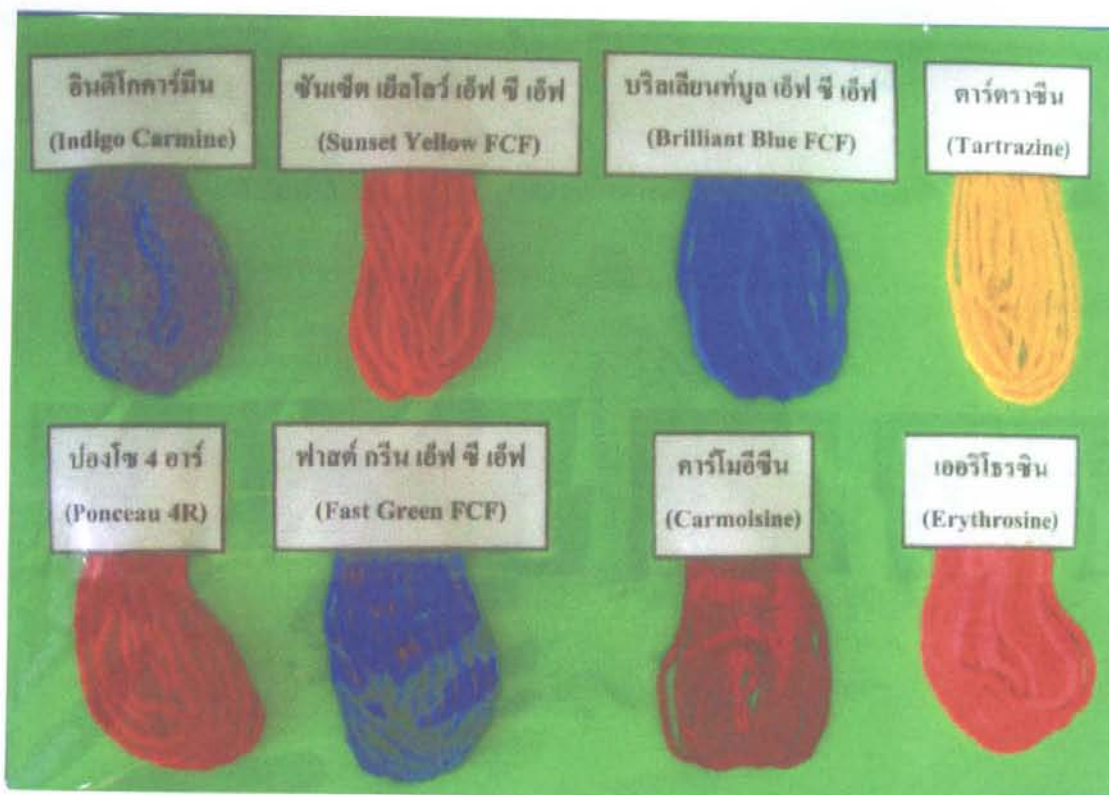 อินดิโกคาร์มีน
(Indigo Carmine)
ซันเซ็ต เย็ลโลว์ เอ็ฟ ซี เอ็ฟ
(Sunset Yellow FCF)
บริลเลียนท์บูล เอ็ฟ ซี เอ็ฟ
(Brilliant Blue FCF)
ตาร์ตราซีน
(Tartrazine)
ปองโซ 4 อาร์
(Ponceau 4R)
ฟาสต์ กรีน เอ็ฟ ซี เอ็ฟ
(Fast Green FCF)
คาร์โมอีซีน
(Carmoisine)
เออริโธรซิน
(Erythrosine)